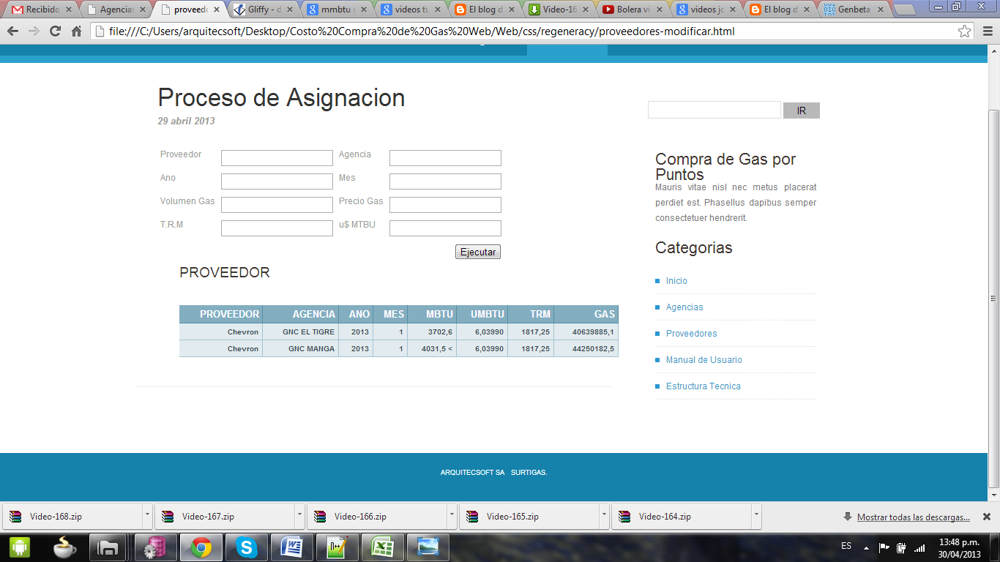 Recibido
Agencias
proveedo
Gliffy - d
mmbtu g
videos tu
El blog d
Video-16
Bolera vi
videos jo
El blog d
Genbeta
file:///C:/Users/arquitecsoft/Desktop/Costo%20Compra%20de%20Gas%20Web/Web/css/regeneracy/proveedores-modificar.html
Proceso de Asignacion
29 abril 2013
IR
Proveedor Agencia
Ano Mes
Volumen Gas Precio Gas
T.R.M u$ MTBU
Ejecutar
PROVEEDOR
PROVEEDOR AGENCIA ANO MES MBTU UMBTU TRM GAS
Chevron GNC EL TIGRE 2013 1 3702,6 6,03990 1817,25 40639885,1
Chevron GNC MANGA 2013 1 4031,5 < 6,03990 1817,25 44250182,5
Compra de Gas por
Puntos
Mauris vitae nisl nec metus placerat
perdiet est. Phasellus dapibus semper
consectetuer hendrerit.
Categorias
Inicio
Agencias
Proveedores
Manual de Usuario
Estructura Tecnica
ARQUITECSOFT SA SURTIGAS.
Video-168.zip
Video-167.zip
Video-166.zip
Video-165.zip
Video-164.zip
Mostrar todas las descargas...
ES
13:48 p.m.
30/04/2013